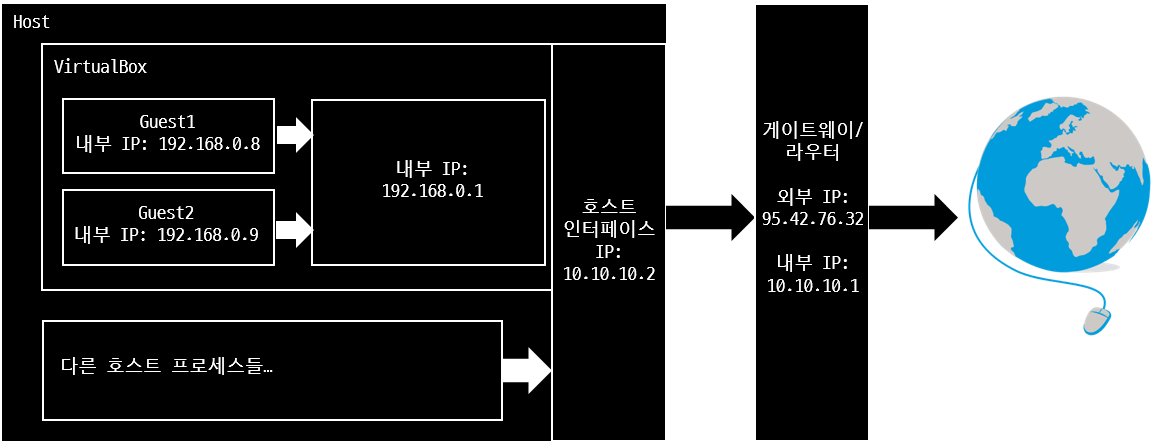 Host
VirtualBox
Guest1
내부 IP: 192.168.0.8
Guest2
내부 IP: 192.168.0.9
내부 IP:
192.168.0.1
다른 호스트 프로세스들…
호스트
인터페이스
IP:
10.10.10.2
게이트웨이/
라우터
외부 IP:
95.42.76.32
내부 IP:
10.10.10.1